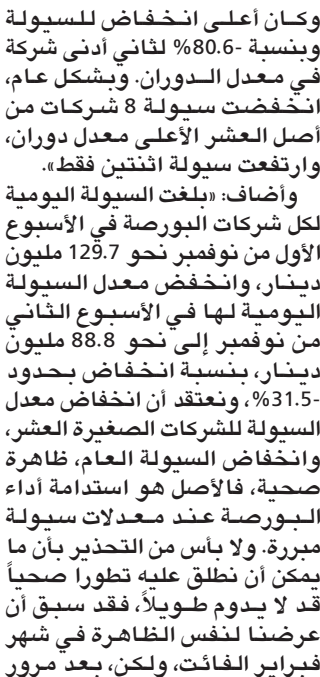 وكان أعلى انخفاض للسيولة
وبنسبة -80.6% لثاني أدنى شركة
في معدل الدوران. وبشكل عام،
انخفضت سيولة 8 شركات من
أصل العشر الأعلى معدل دوران،
وارتفعت سيولة اثنتين فقط».
وأضاف: «بلغت السيولة اليومية
لكل شركات البورصة في الأسبوع
الأول من نوفمبر نحو 129.7 مليون
دينار، وانخفض معدل السيولة
اليومية لها في الأسبوع الثاني
من نوفمبر إلى نحو 88.8 مليون
دينار، بنسبة انخفاض بحدود
-31.5%، ونعتقد أن انخفاض معدل
السيولة للشركات الصغيرة العشر،
وانخفاض السيولة العام، ظاهرة
صحية، فالأصل هو استدامة أداء
البورصة عند معدلات سيولة
مبررة. ولا بأس من التحذير بأن ما
يمكن أن نطلق عليه تطورا صحياً
قد لا يدوم طويلاً، فقد سبق أن
عرضنا لنفس الظاهرة في شهر
فبراير الفائت، ولكن، بعد مرور